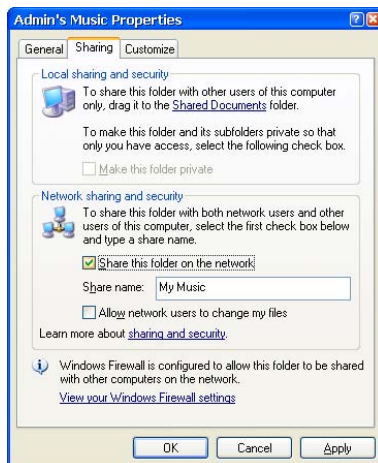 Admin's Music Properties
General Sharing Customize
Local sharing and security
To share this folder with other users of this computer
only, drag it to the Shared Documents folder.
To make this folder and its subfolders private so that
only you have access, select the following check box.
Make this folder private
Network sharing and security
To share this folder with both network users and other
users of this computer, select the first check box below
and type a share name.
Share this folder on the network
Share name: My Music
Allow network users to change my files
Learn more about sharing and security.
Windows Firewall is configured to allow this folder to be shared
with other computers on the network.
View your Windows Firewall settings
OK Cancel Apply